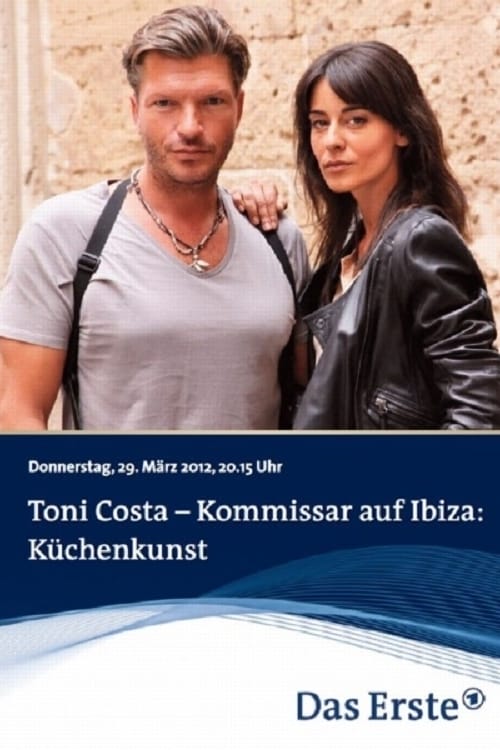 Donnerstag, 29. März 2012, 20.15 Uhr
Toni Costa – Kommissar auf Ibiza:
Küchenkunst
Das Erste